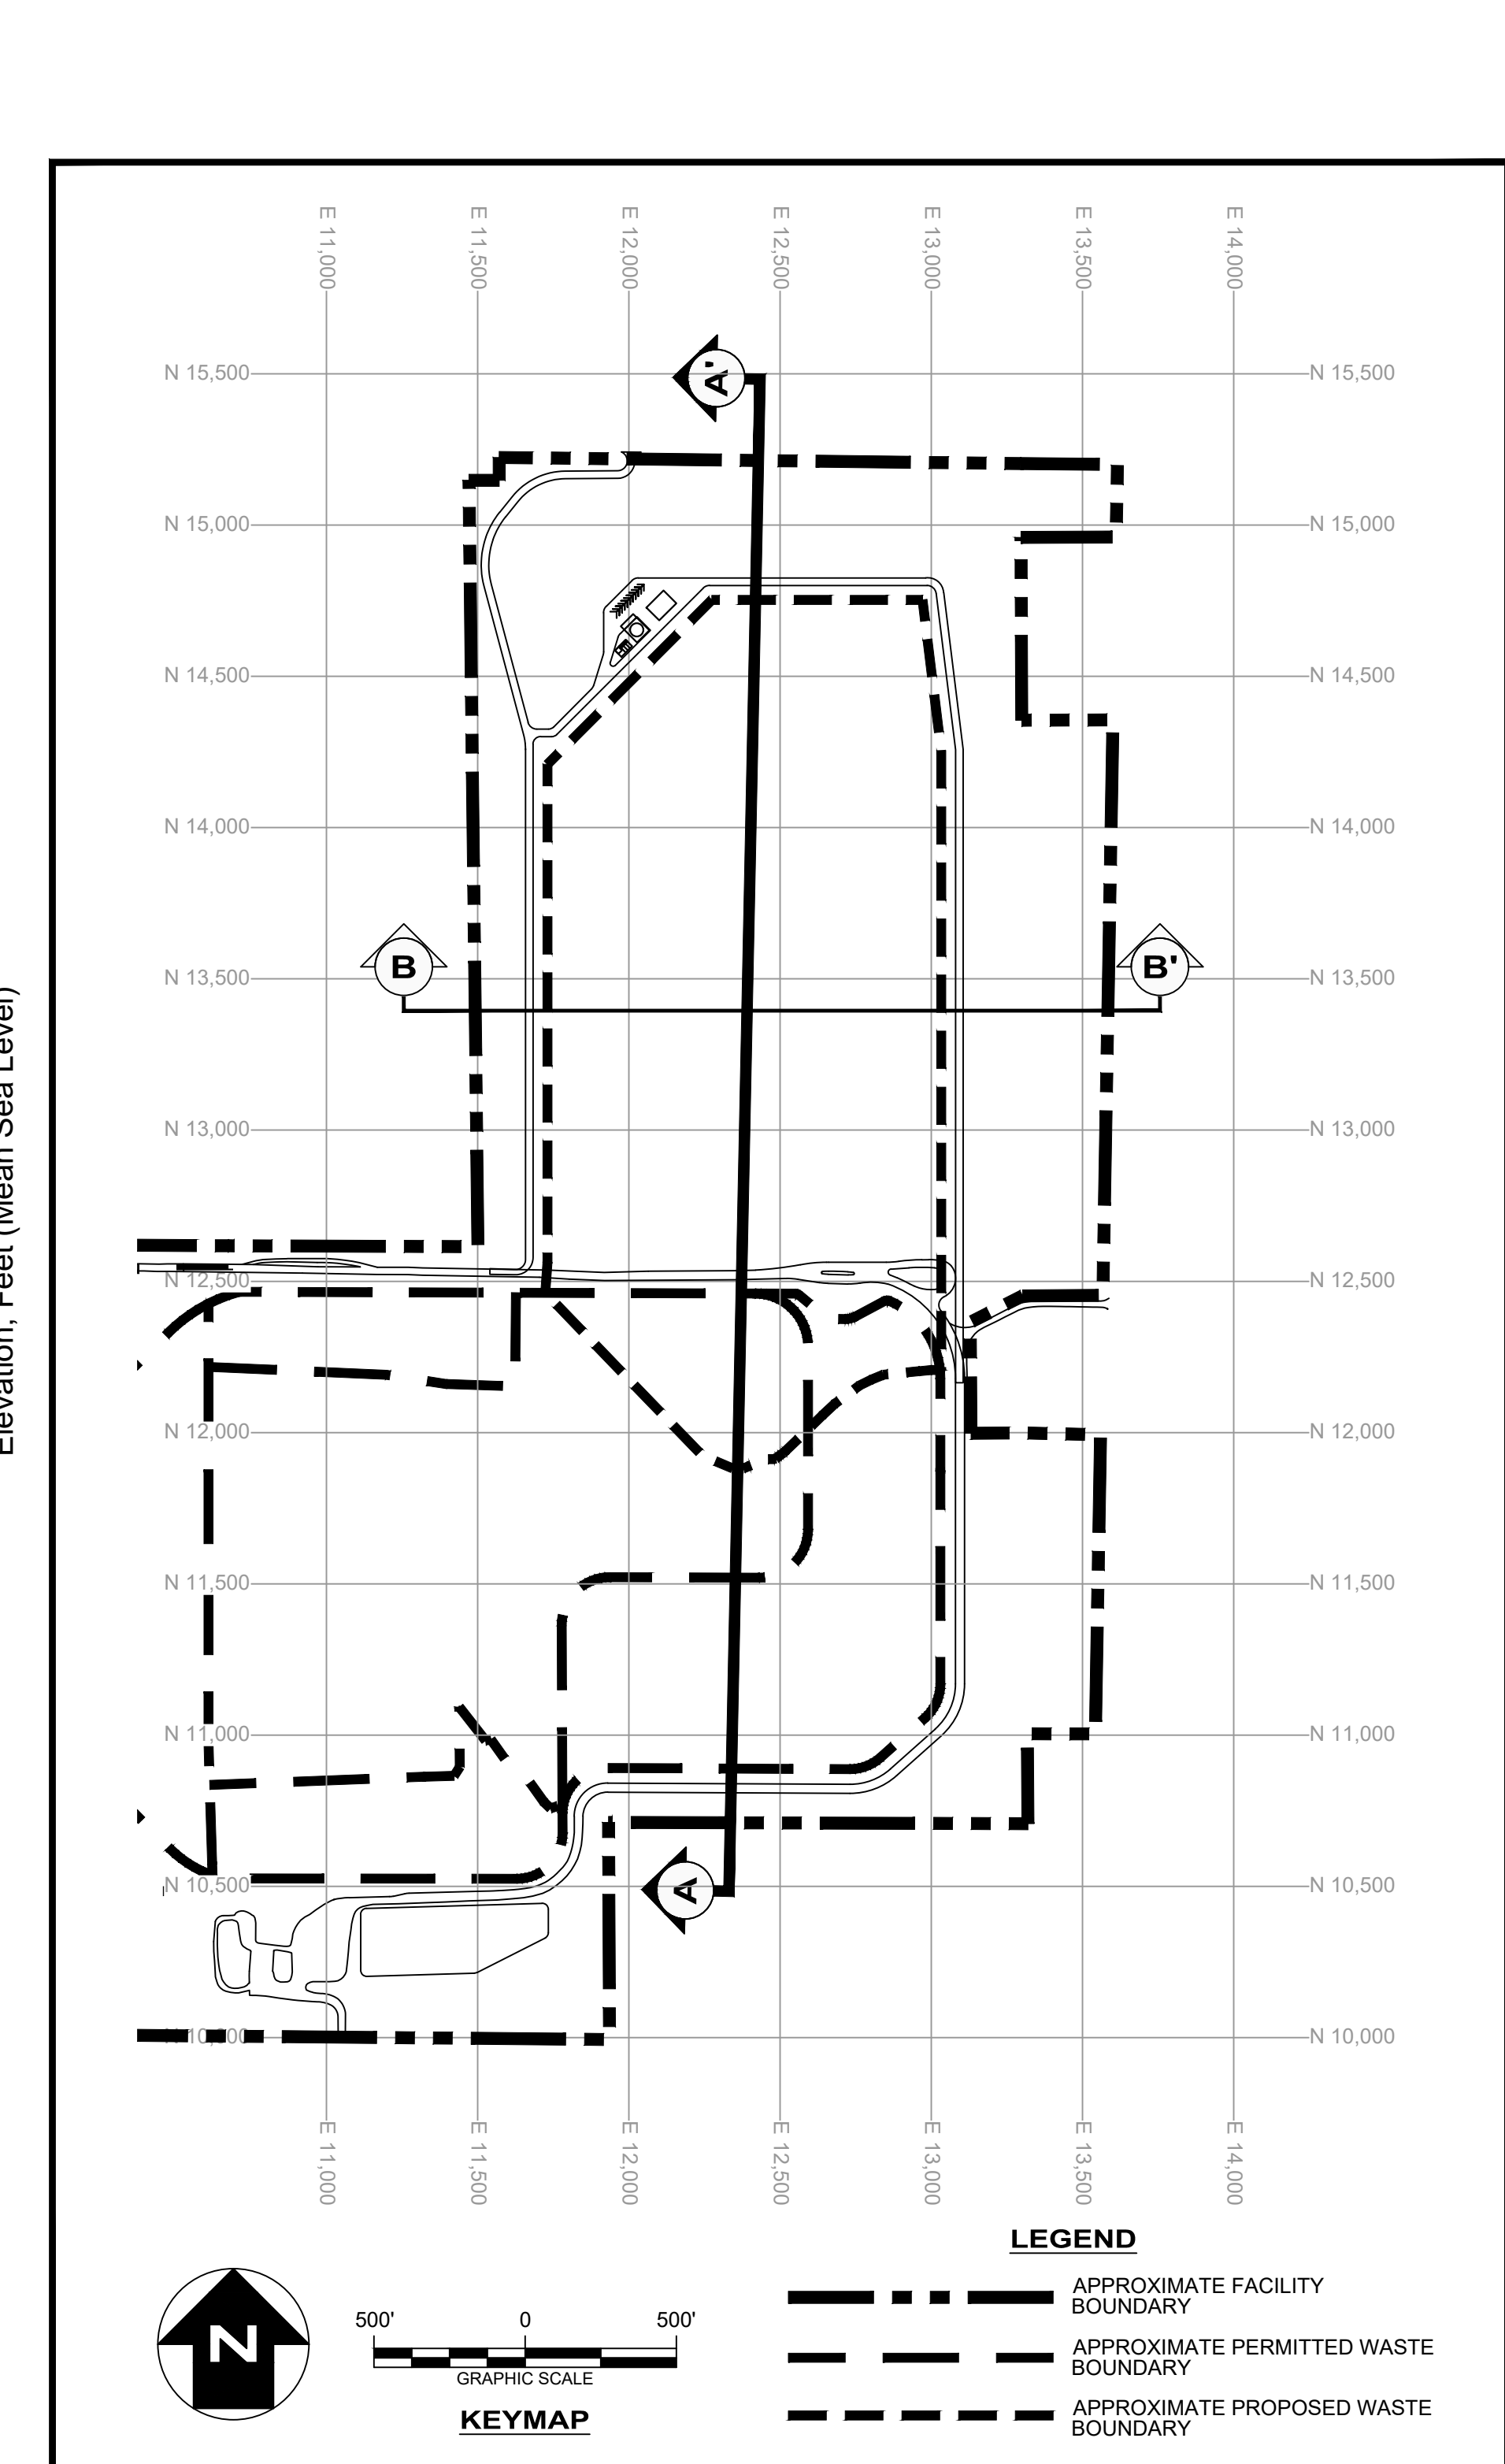 E 11,000
E 11,500
E 12,000
E 12,500
E 13,000
E 13,500
E 14,000
A'
N 15,500
N 15,500
N 15,000
N 15,000
N 14,500
N 14,500
N 14,000
N 14,000
B
B'
N 13,500
N 13,500
Elevation, Feet (Mean Sea Level)
N 13,000
N 13,000
N 12,500
N 12,500
N 12,000
N 12,000
N 11,500
N 11,500
N 11,000
N 11,000
A
N 10,500
N 10,500
N 10,000
N 10,000
E 11,000
E 11,500
E 12,000
E 12,500
E 13,000
E 13,500
E 14,000
LEGEND
APPROXIMATE FACILITY
BOUNDARY
APPROXIMATE PERMITTED WASTE
BOUNDARY
APPROXIMATE PROPOSED WASTE
BOUNDARY
N
500'
0
500'
GRAPHIC SCALE
KEYMAP